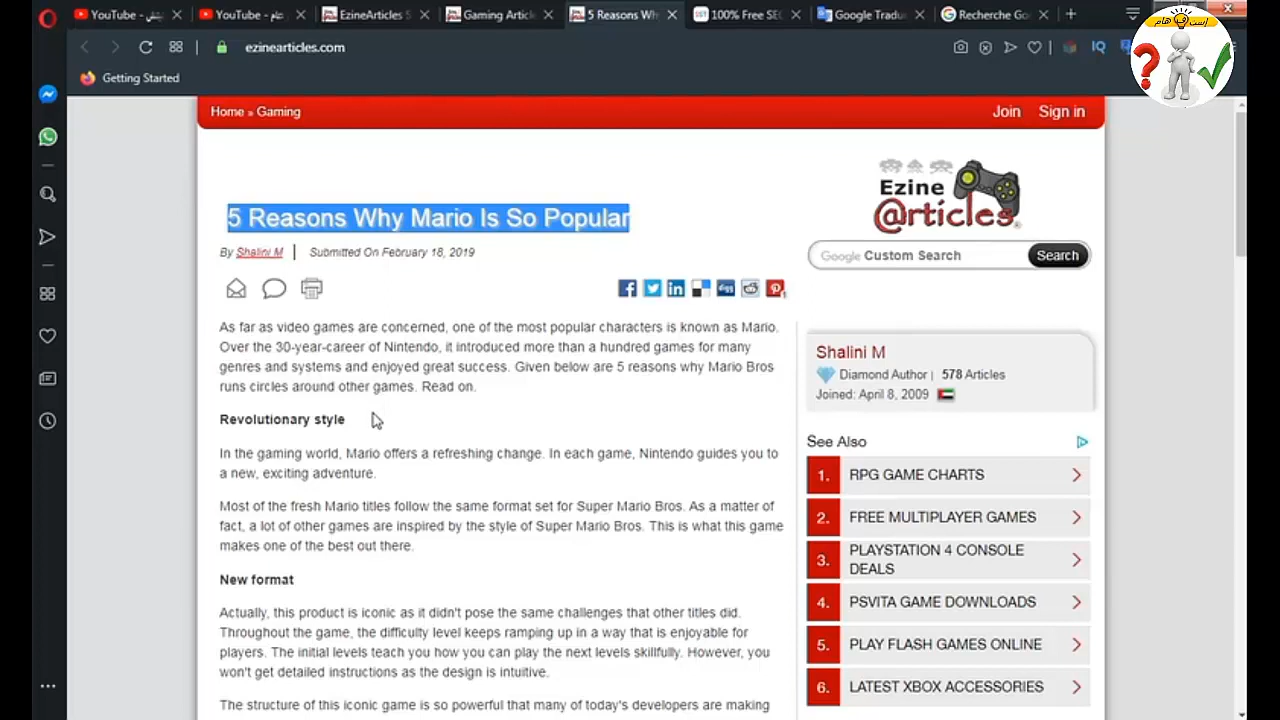 YouTube -
YouTube -
EzineArticles S
Gaming Article
5 Reasons Wh
100% Free SE
Google Tradu
Recherche Go
ezinearticles.com
IQ
إسب هام
Getting Started
Home » Gaming
Join Sign in
Ezine
@rticles
5 Reasons Why Mario Is So Popular
By Shalini M | Submitted On February 18, 2019
Google Custom Search Search
As far as video games are concerned, one of the most popular characters is known as Mario.
Over the 30-year-career of Nintendo, it introduced more than a hundred games for many
genres and systems and enjoyed great success. Given below are 5 reasons why Mario Bros
runs circles around other games. Read on.
Revolutionary style
In the gaming world, Mario offers a refreshing change. In each game, Nintendo guides you to
a new, exciting adventure.
Most of the fresh Mario titles follow the same format set for Super Mario Bros. As a matter of
fact, a lot of other games are inspired by the style of Super Mario Bros. This is what this game
makes one of the best out there.
New format
Actually, this product is iconic as it didn't pose the same challenges that other titles did.
Throughout the game, the difficulty level keeps ramping up in a way that is enjoyable for
players. The initial levels teach you how you can play the next levels skillfully. However, you
won't get detailed instructions as the design is intuitive.
The structure of this iconic game is so powerful that many of today's developers are making
Shalini M
Diamond Author | 578 Articles
Joined: April 8, 2009
See Also
1. RPG GAME CHARTS
2. FREE MULTIPLAYER GAMES
3. PLAYSTATION 4 CONSOLE
DEALS
4. PSVITA GAME DOWNLOADS
5. PLAY FLASH GAMES ONLINE
6. LATEST XBOX ACCESSORIES